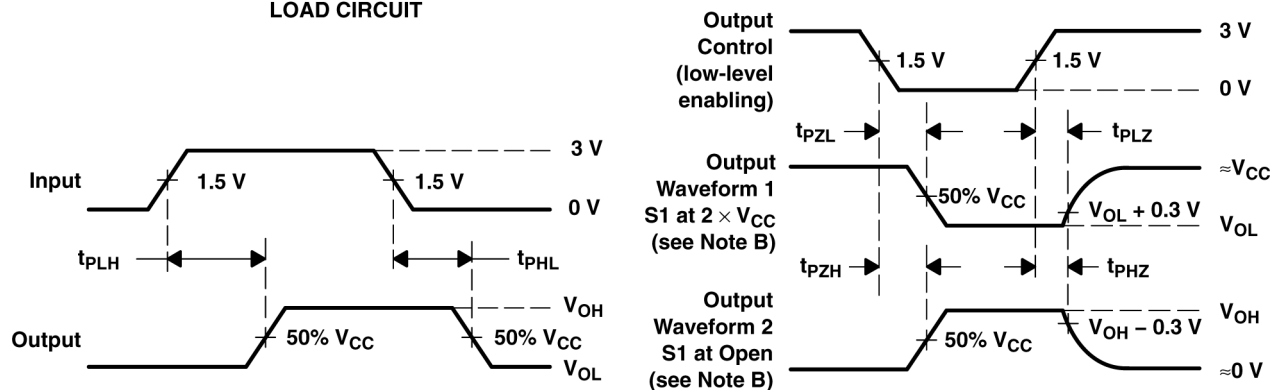 LOAD CIRCUIT
Input
1.5 V
1.5 V
3 V
0 V
tPLH
tPHL
Output
50% VCC
50% VCC
VOH
VOL
Output
Control
(low-level
enabling)
1.5 V
1.5 V
3 V
0 V
tPZL
tPLZ
Output
Waveform 1
S1 at 2 × VCC
(see Note B)
50% VCC
VOL + 0.3 V
≈VCC
VOL
tPZH
tPHZ
Output
Waveform 2
S1 at Open
(see Note B)
50% VCC
VOH − 0.3 V
VOH
≈0 V